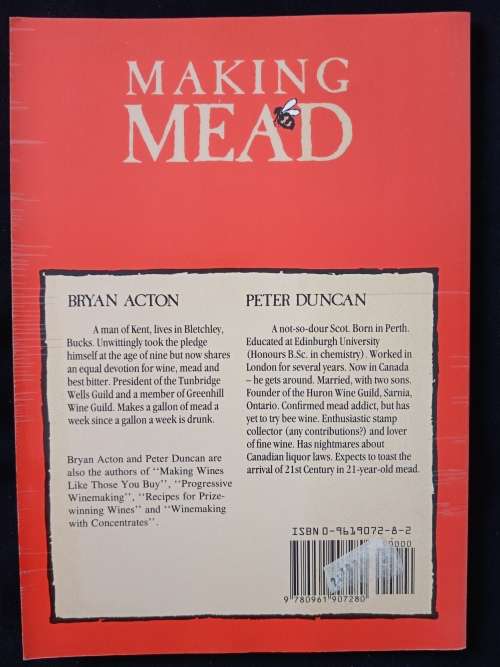 MAKING
MEAD
BRYAN ACTON
A man of Kent, lives in Bletchley,
Bucks. Unwittingly took the pledge
himself at the age of nine but now shares
an equal devotion for wine, mead and
best bitter. President of the Tunbridge
Wells Guild and a member of Greenhill
Wine Guild. Makes a gallon of mead a
week since a gallon a week is drunk.
Bryan Acton and Peter Duncan are
also the authors of "Making Wines
Like Those You Buy", "Progressive
Winemaking", "Recipes for Prize-
winning Wines" and "Winemaking
with Concentrates".
PETER DUNCAN
A not-so-dour Scot. Born in Perth.
Educated at Edinburgh University
(Honours B.Sc. in chemistry). Worked in
London for several years. Now in Canada
– he gets around. Married, with two sons.
Founder of the Huron Wine Guild, Sarnia,
Ontario. Confirmed mead addict, but has
yet to try bee wine. Enthusiastic stamp
collector (any contributions?) and lover
of fine wine. Has nightmares about
Canadian liquor laws. Expects to toast the
arrival of 21st Century in 21-year-old mead.
ISBN 0-9619072-8-2
9 780961 907280